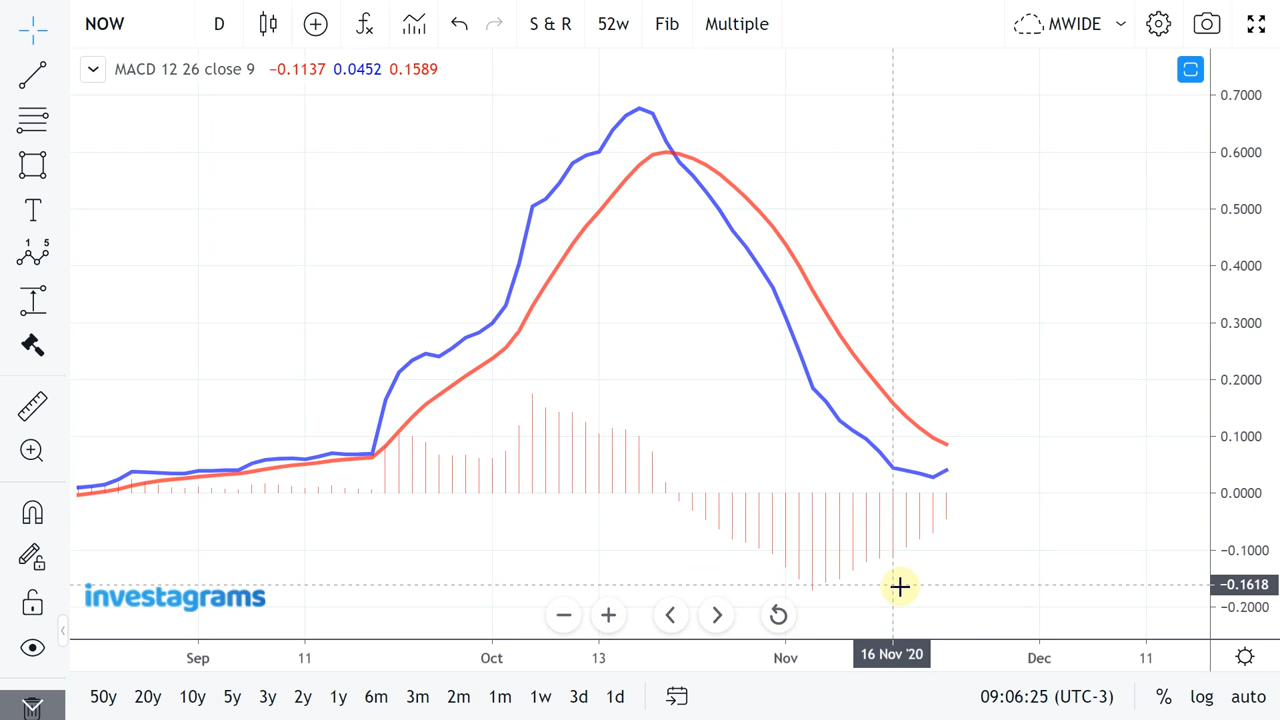 NOW D S & R 52w Fib Multiple MWIDE
MACD 12 26 close 9 −0.1137 0.0452 0.1589
T
1 5
0.7000
0.6000
0.5000
0.4000
0.3000
0.2000
0.1000
0.0000
−0.1000
−0.1618
−0.2000
investagrams
Sep 11 Oct 13 Nov 16 Nov '20 Dec 11
50y 20y 10y 5y 3y 2y 1y 6m 3m 2m 1m 1w 3d 1d 09:06:25 (UTC-3) % log auto